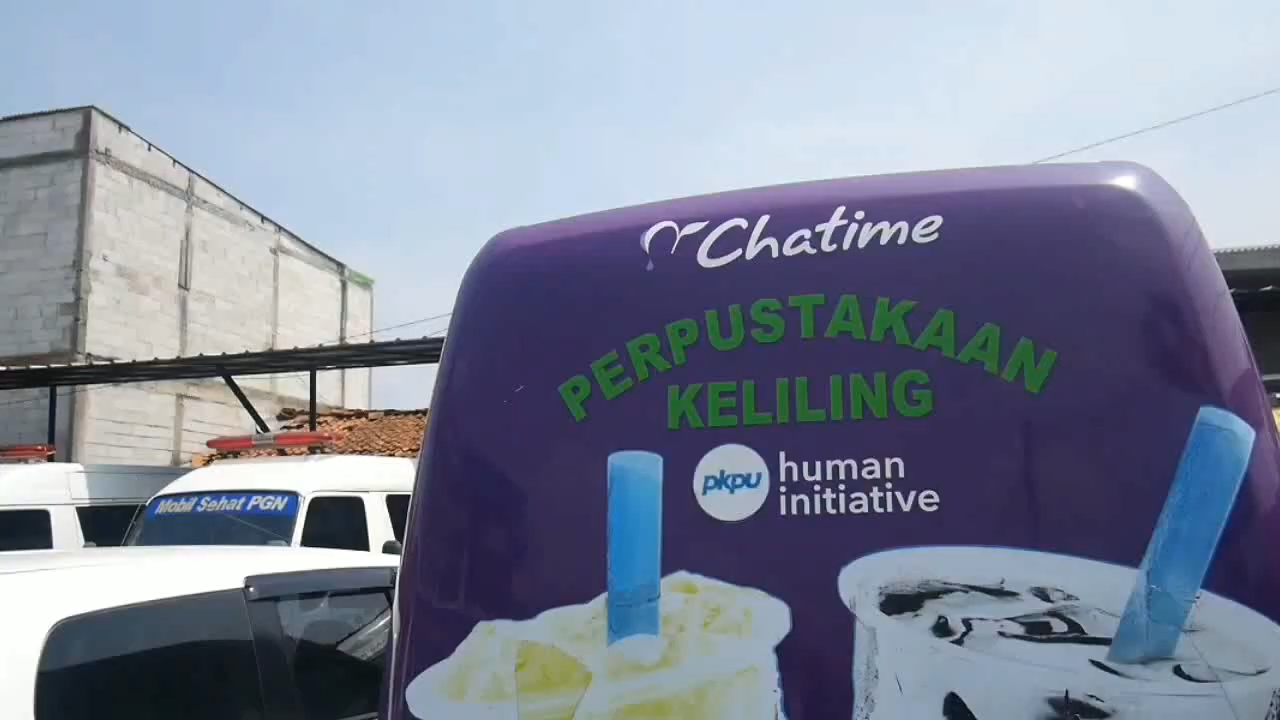 Chatime
PERPUSTAKAAN
KELILING
pkpu human
initiative
Mobil Sehat PGN